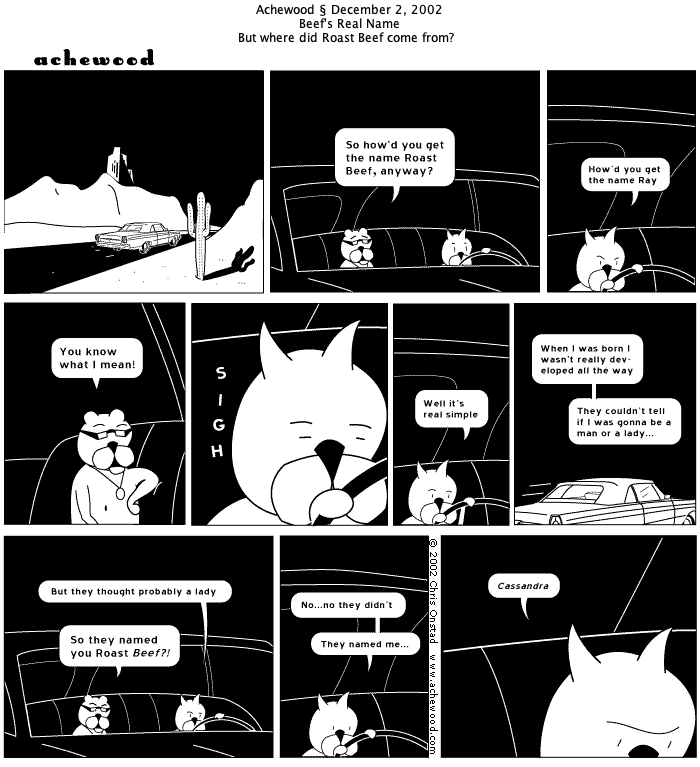 Achewood § December 2, 2002
Beef's Real Name
But where did Roast Beef come from?
achewood
So how'd you get
the name Roast
Beef, anyway?
How'd you get
the name Ray
You know
what I mean!
S
I
G
H
Well it's
real simple
When I was born I
wasn't really dev-
eloped all the way
They couldn't tell
if I was gonna be a
man or a lady...
But they thought probably a lady
So they named
you Roast Beef?!
No...no they didn't
They named me...
© 2002 Chris Onstad www.achewood.com
Cassandra